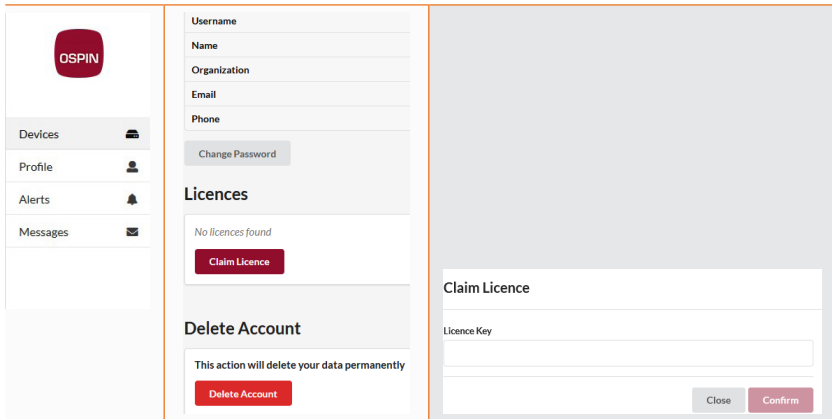 OSPIN
Devices
Profile
Alerts
Messages
Username
Name
Organization
Email
Phone
Change Password
Licences
No licences found
Claim Licence
Delete Account
This action will delete your data permanently
Delete Account
Claim Licence
Licence Key
Close
Confirm